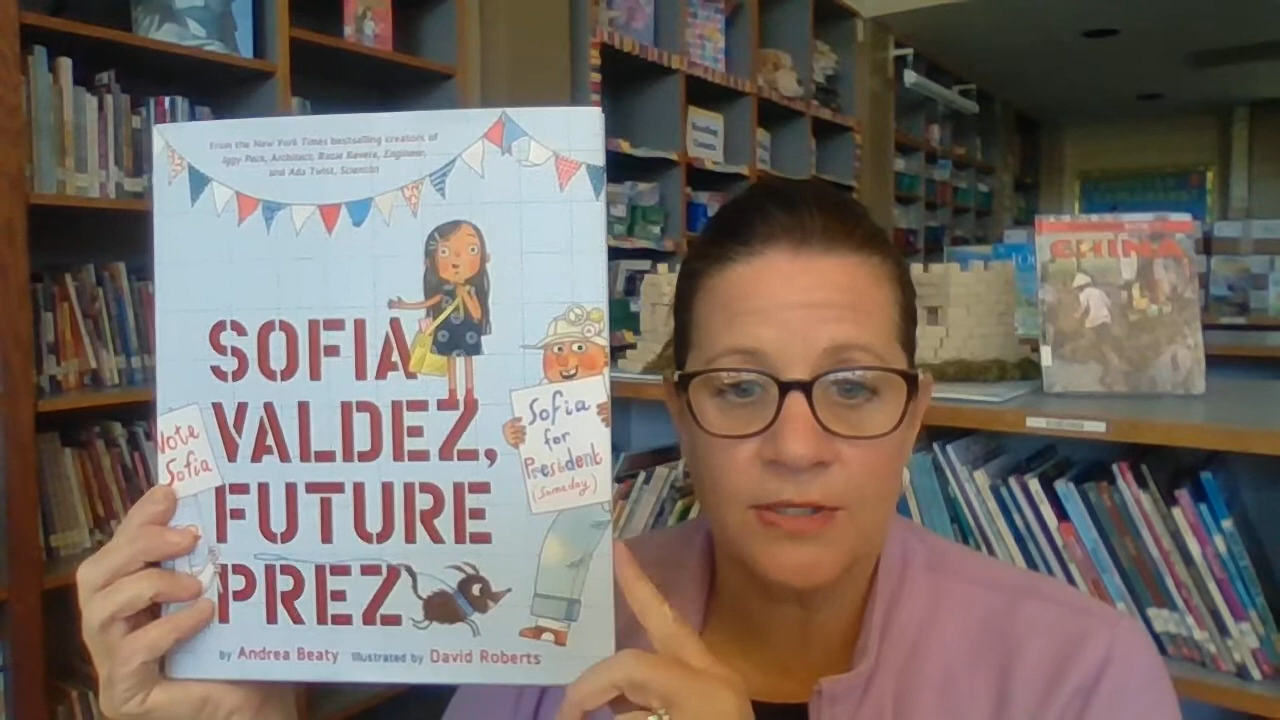 From the New York Times bestselling creators of
Iggy Peck, Architect; Rosie Revere, Engineer;
and Ada Twist, Scientist
SOFIA
VALDEZ,
FUTURE
PREZ
Vote
Sofia
Sofia
for
President
(Someday)
by Andrea Beaty illustrated by David Roberts
CHINA